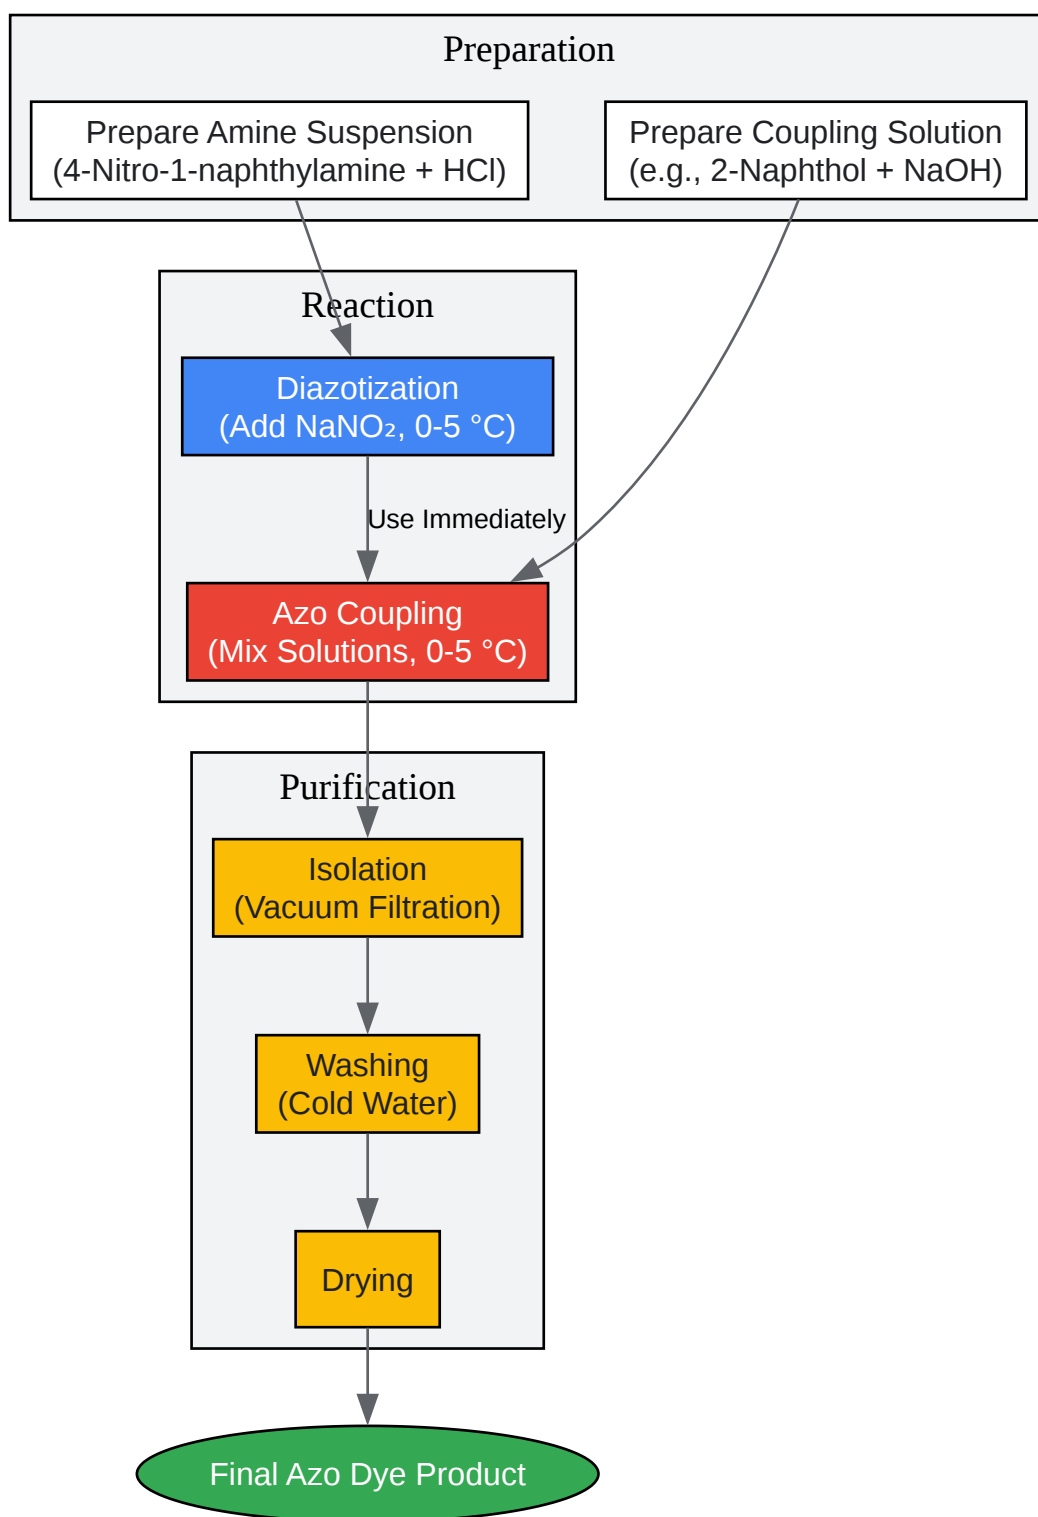 Preparation
Prepare Amine Suspension
(4-Nitro-1-naphthylamine + HCl)
Prepare Coupling Solution
(e.g., 2-Naphthol + NaOH)
Reaction
Diazotization
(Add NaNO₂, 0-5 °C)
Use Immediately
Azo Coupling
(Mix Solutions, 0-5 °C)
Purification
Isolation
(Vacuum Filtration)
Washing
(Cold Water)
Drying
Final Azo Dye Product